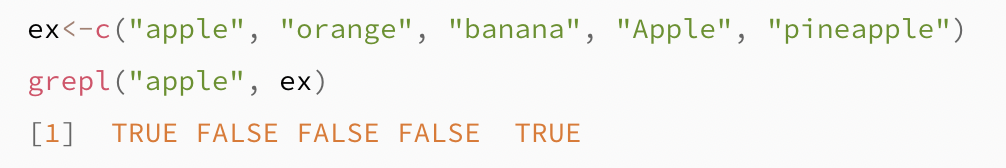 ex<-c("apple", "orange", "banana", "Apple", "pineapple")
grepl("apple", ex)
[1]  TRUE FALSE FALSE FALSE  TRUE